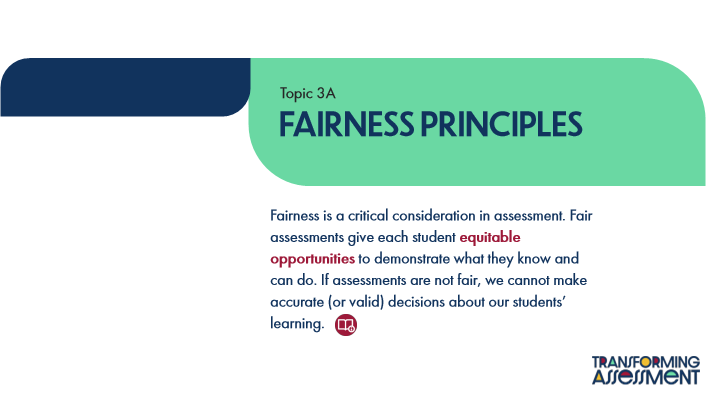 Topic 3A
FAIRNESS PRINCIPLES
Fairness is a critical consideration in assessment. Fair
assessments give each student equitable
opportunities to demonstrate what they know and
can do. If assessments are not fair, we cannot make
accurate (or valid) decisions about our students’
learning.
TRANSFORMING
ASSESSMENT